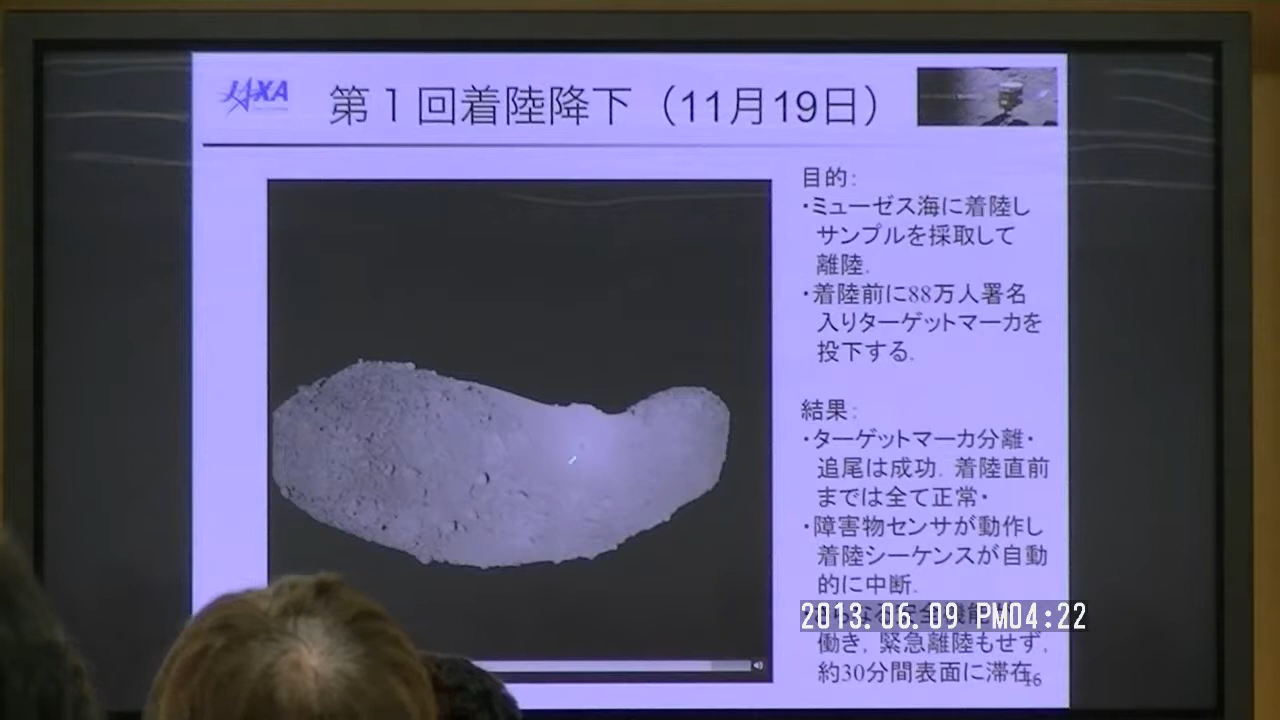 JAXA
第1回着陸降下（11月19日）
目的:
・ミューゼス海に着陸し
サンプルを採取して
離陸.
・着陸前に88万人署名
入りターゲットマーカを
投下する.
結果:
・ターゲットマーカ分離・
追尾は成功. 着陸直前
までは全て正常・
・障害物センサが動作し
着陸シーケンスが自動
的に中断.
2013.06.09 PM04:22
働き, 緊急離陸もせず,
約30分間表面に滞在.
16